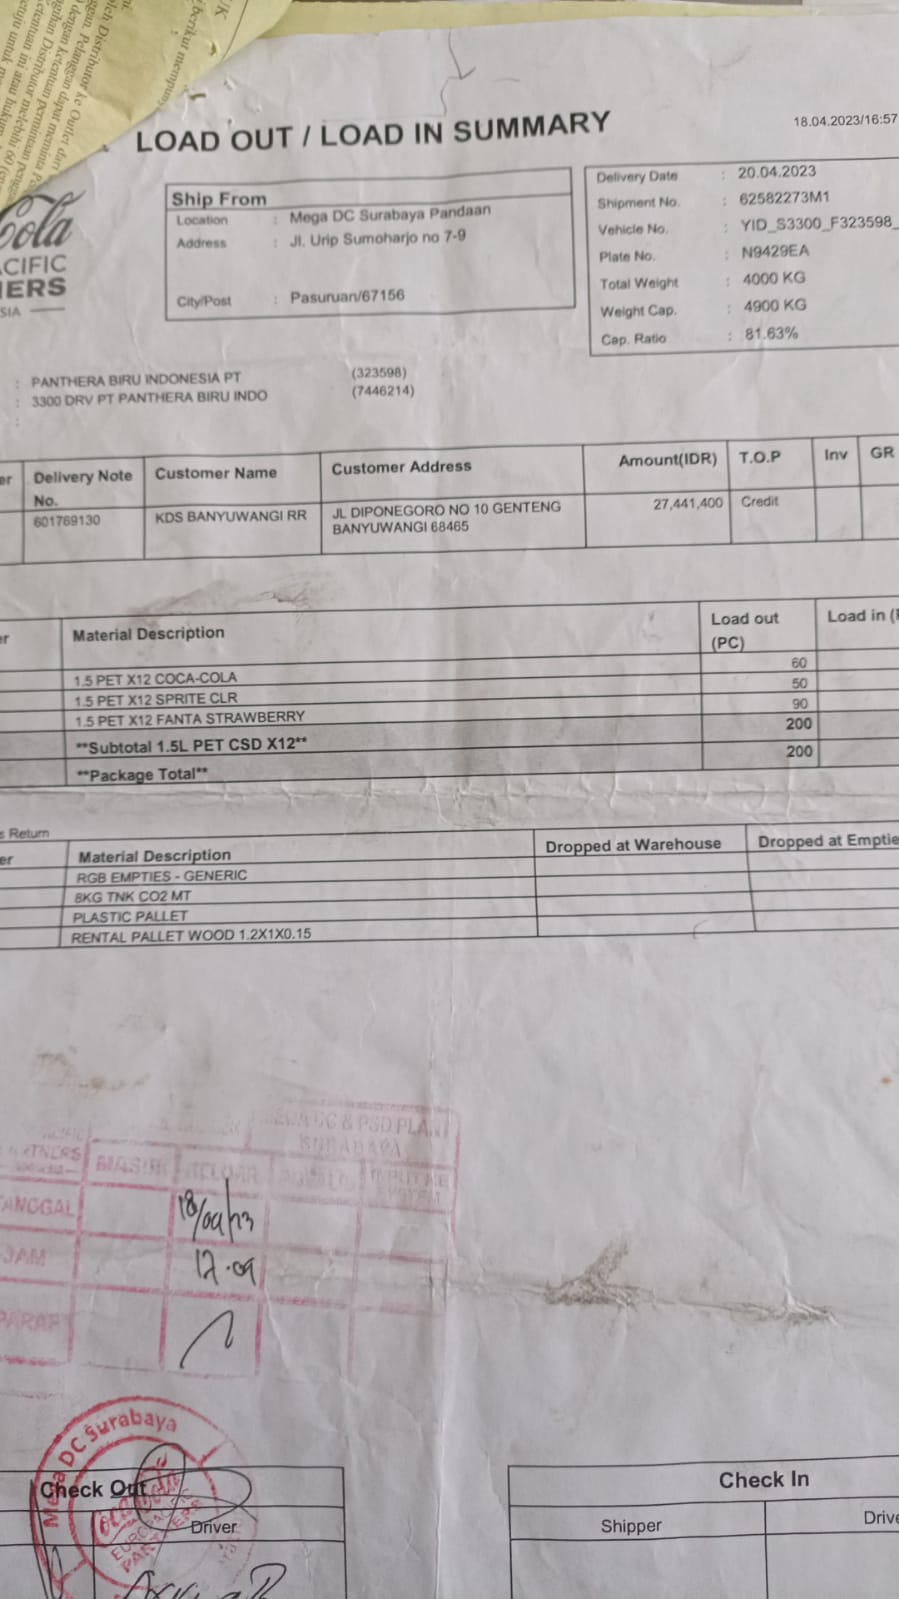 LOAD OUT / LOAD IN SUMMARY
18.04.2023/16:57
Cola
ACIFIC
NERS
SIA
Ship From
Location : Mega DC Surabaya Pandaan
Address : Jl. Urip Sumoharjo no 7-9
City/Post : Pasuruan/67156
Delivery Date : 20.04.2023
Shipment No. : 62582273M1
Vehicle No. : YID_S3300_F323598_
Plate No. : N9429EA
Total Weight : 4000 KG
Weight Cap. : 4900 KG
Cap. Ratio : 81.63%
: PANTHERA BIRU INDONESIA PT (323598)
: 3300 DRV PT PANTHERA BIRU INDO (7446214)
:
er Delivery Note No. Customer Name Customer Address Amount(IDR) T.O.P Inv GR
601769130 KDS BANYUWANGI RR JL DIPONEGORO NO 10 GENTENG 27,441,400 Credit
BANYUWANGI 68465
er Material Description Load out (PC) Load in (
1.5 PET X12 COCA-COLA 60
1.5 PET X12 SPRITE CLR 50
1.5 PET X12 FANTA STRAWBERRY 90
**Subtotal 1.5L PET CSD X12** 200
**Package Total** 200
s Return
er Material Description Dropped at Warehouse Dropped at Emptie
RGB EMPTIES - GENERIC
8KG TNK CO2 MT
PLASTIC PALLET
RENTAL PALLET WOOD 1.2X1X0.15
DC & PSD PLA
SURABAYA
RTNERS MASUK KELUAR
ANGGAL 18/04/23
JAM 17.09
PARAF
Mega DC Surabaya
Check Out
Driver
Check In
Shipper Drive